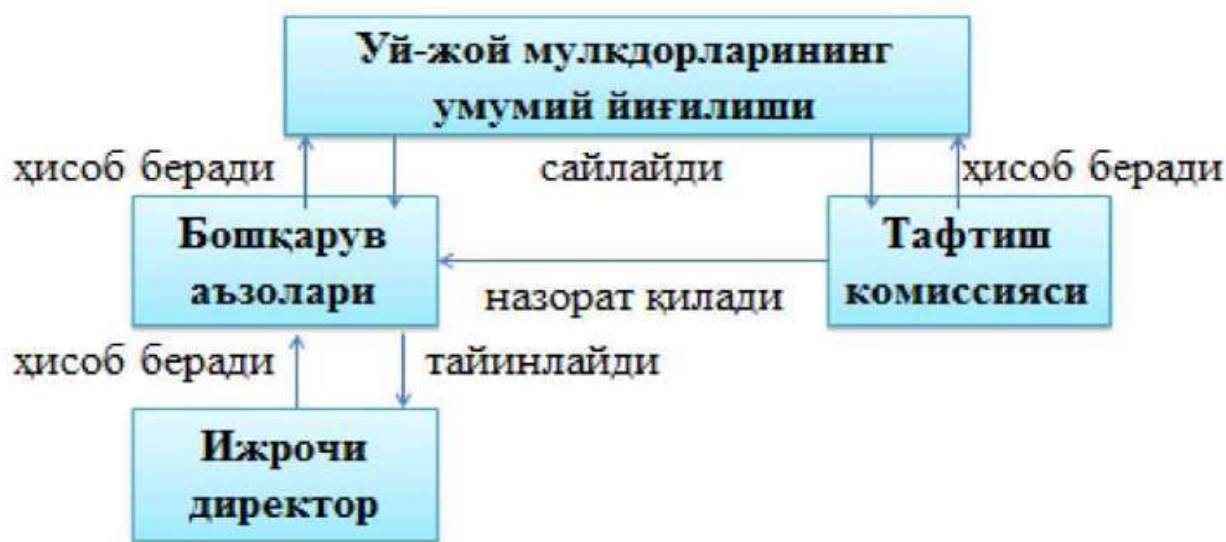 Уй-жой мулкдорларининг
умумий йиғилиши
ҳисоб беради
сайлайди
ҳисоб беради
Бошқарув
аъзолари
Тафтиш
комиссияси
назорат қилади
ҳисоб беради
тайинлайди
Ижрочи
директор